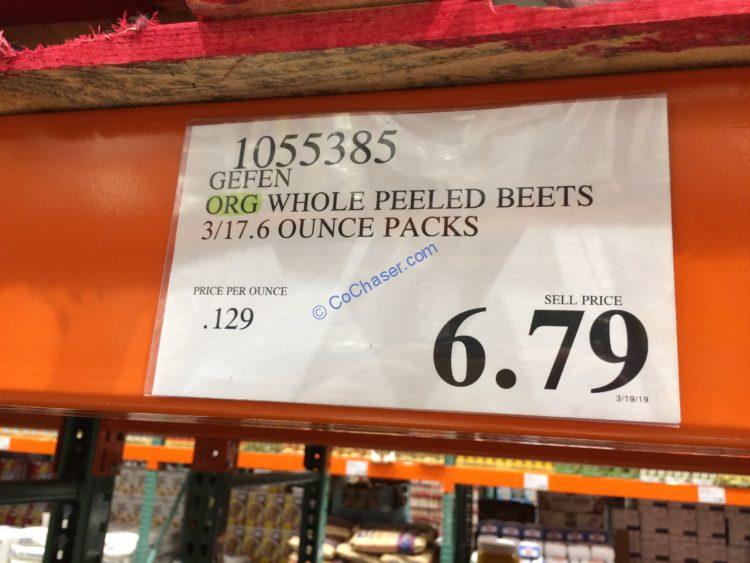 1055385
GEFEN
ORG WHOLE PEELED BEETS
3/17.6 OUNCE PACKS
© CoChaser.com
PRICE PER OUNCE
.129
SELL PRICE
6.79
3/19/19